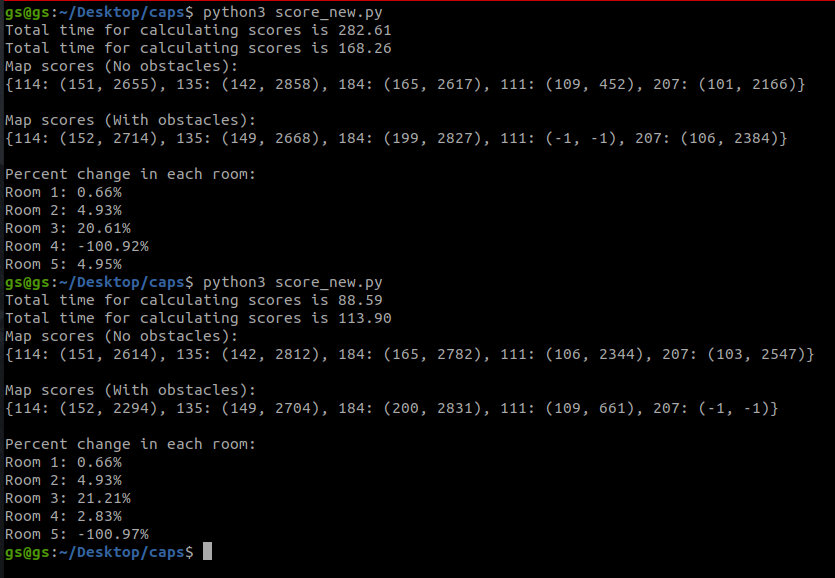 gs@gs:~/Desktop/caps$ python3 score_new.py
Total time for calculating scores is 282.61
Total time for calculating scores is 168.26
Map scores (No obstacles):
{114: (151, 2655), 135: (142, 2858), 184: (165, 2617), 111: (109, 452), 207: (101, 2166)}

Map scores (With obstacles):
{114: (152, 2714), 135: (149, 2668), 184: (199, 2827), 111: (-1, -1), 207: (106, 2384)}

Percent change in each room:
Room 1: 0.66%
Room 2: 4.93%
Room 3: 20.61%
Room 4: -100.92%
Room 5: 4.95%
gs@gs:~/Desktop/caps$ python3 score_new.py
Total time for calculating scores is 88.59
Total time for calculating scores is 113.90
Map scores (No obstacles):
{114: (151, 2614), 135: (142, 2812), 184: (165, 2782), 111: (106, 2344), 207: (103, 2547)}

Map scores (With obstacles):
{114: (152, 2294), 135: (149, 2704), 184: (200, 2831), 111: (109, 661), 207: (-1, -1)}

Percent change in each room:
Room 1: 0.66%
Room 2: 4.93%
Room 3: 21.21%
Room 4: 2.83%
Room 5: -100.97%
gs@gs:~/Desktop/caps$